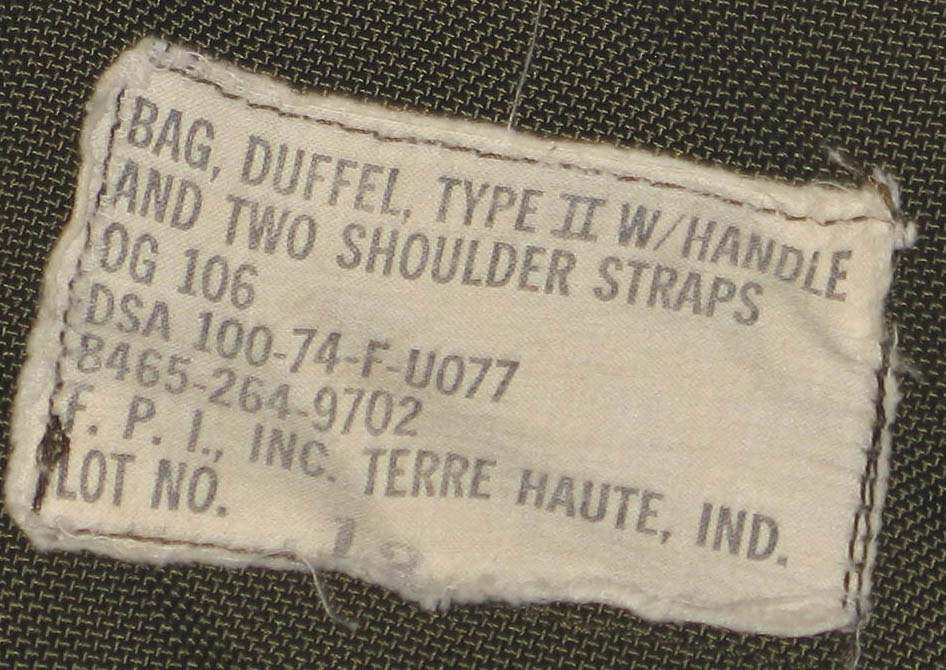 BAG, DUFFEL, TYPE II W/HANDLE
AND TWO SHOULDER STRAPS
OG 106
DSA 100-74-F-U077
8465-264-9702
F. P. I., INC. TERRE HAUTE, IND.
LOT NO.